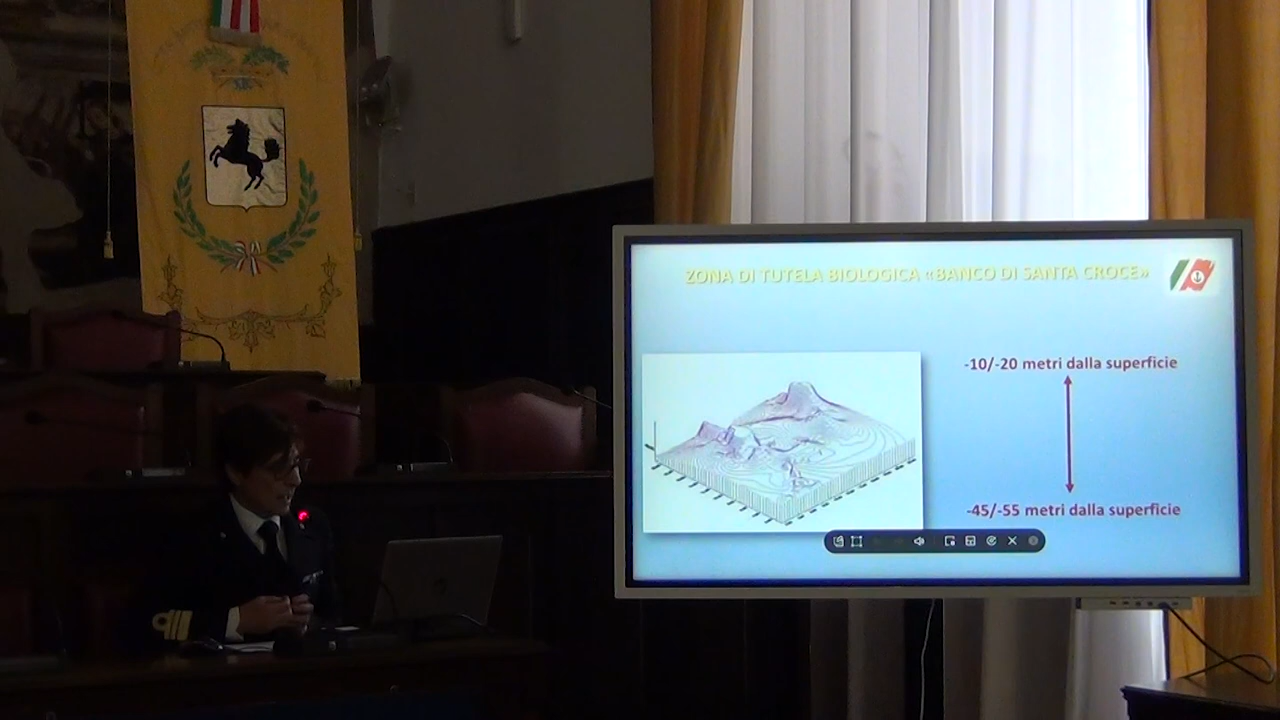 ZONA DI TUTELA BIOLOGICA «BANCO DI SANTA CROCE»
-10/-20 metri dalla superficie
-45/-55 metri dalla superficie